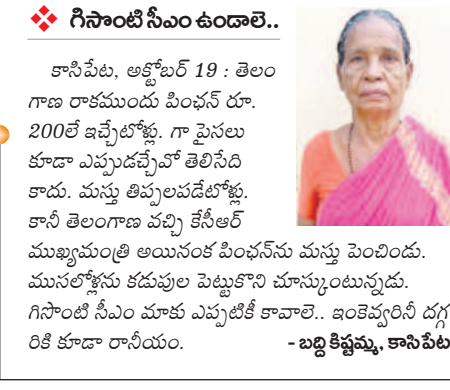 గిసొంటి సీఎం ఉండాలె..
కాసిపేట, అక్టోబర్ 19 : తెలం
గాణ రాకముందు పింఛన్ రూ.
200లే ఇచ్చేటోళ్లు. గా పైసలు
కూడా ఎప్పుడచ్చేవో తెలిసేది
కాదు. మస్తు తిప్పలపడేటోళ్లం.
కానీ తెలంగాణ వచ్చి కేసీఆర్
ముఖ్యమంత్రి అయినంక పింఛన్‌ను మస్తు పెంచిండు.
ముసలోళ్లను కడుపుల పెట్టుకొని చూస్కుంటున్నడు.
గిసొంటి సీఎం మాకు ఎప్పటికీ కావాలె.. ఇంకెవ్వరినీ దగ్గ
రికి కూడా రానీయం. - బద్ది కిష్టమ్మ, కాసిపేట